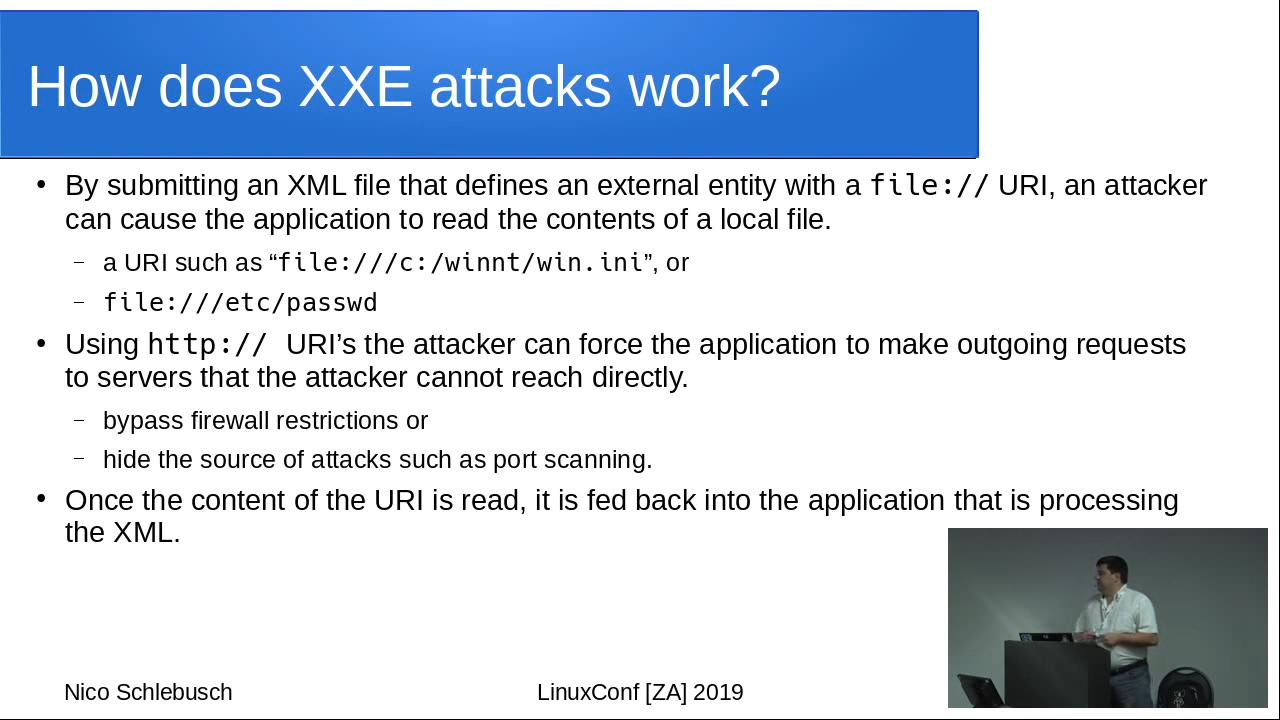 How does XXE attacks work?
• By submitting an XML file that defines an external entity with a file:// URI, an attacker
can cause the application to read the contents of a local file.
– a URI such as “file:///c:/winnt/win.ini”, or
– file:///etc/passwd
• Using http:// URI’s the attacker can force the application to make outgoing requests
to servers that the attacker cannot reach directly.
– bypass firewall restrictions or
– hide the source of attacks such as port scanning.
• Once the content of the URI is read, it is fed back into the application that is processing
the XML.
Nico Schlebusch
LinuxConf [ZA] 2019